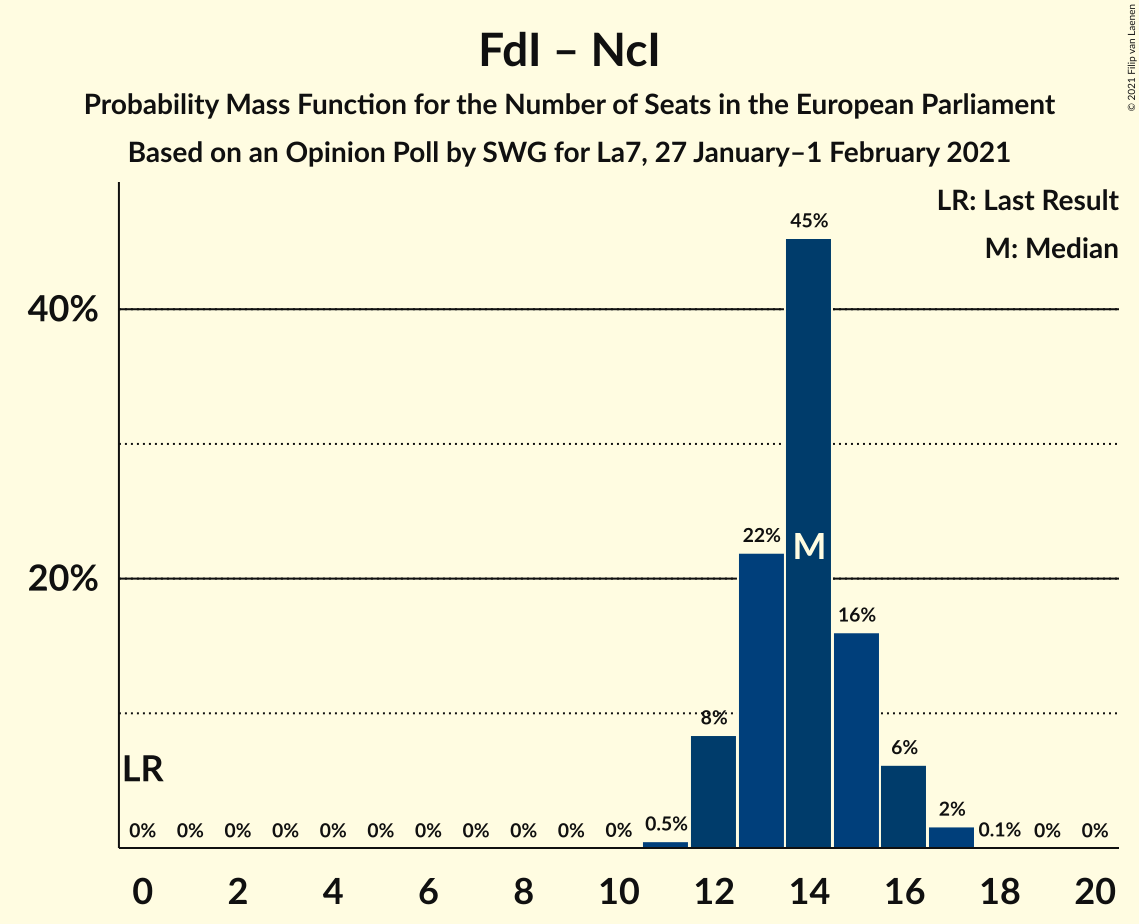 FdI – NcI
Probability Mass Function for the Number of Seats in the European Parliament
Based on an Opinion Poll by SWG for La7, 27 January–1 February 2021
© 2021 Filip van Laenen
LR: Last Result
M: Median
40%
20%
45%
22%
M
16%
8%
6%
LR
2%
0% 0% 0% 0% 0% 0% 0% 0% 0% 0% 0% 0.5% 0.1% 0% 0%
0 2 4 6 8 10 12 14 16 18 20